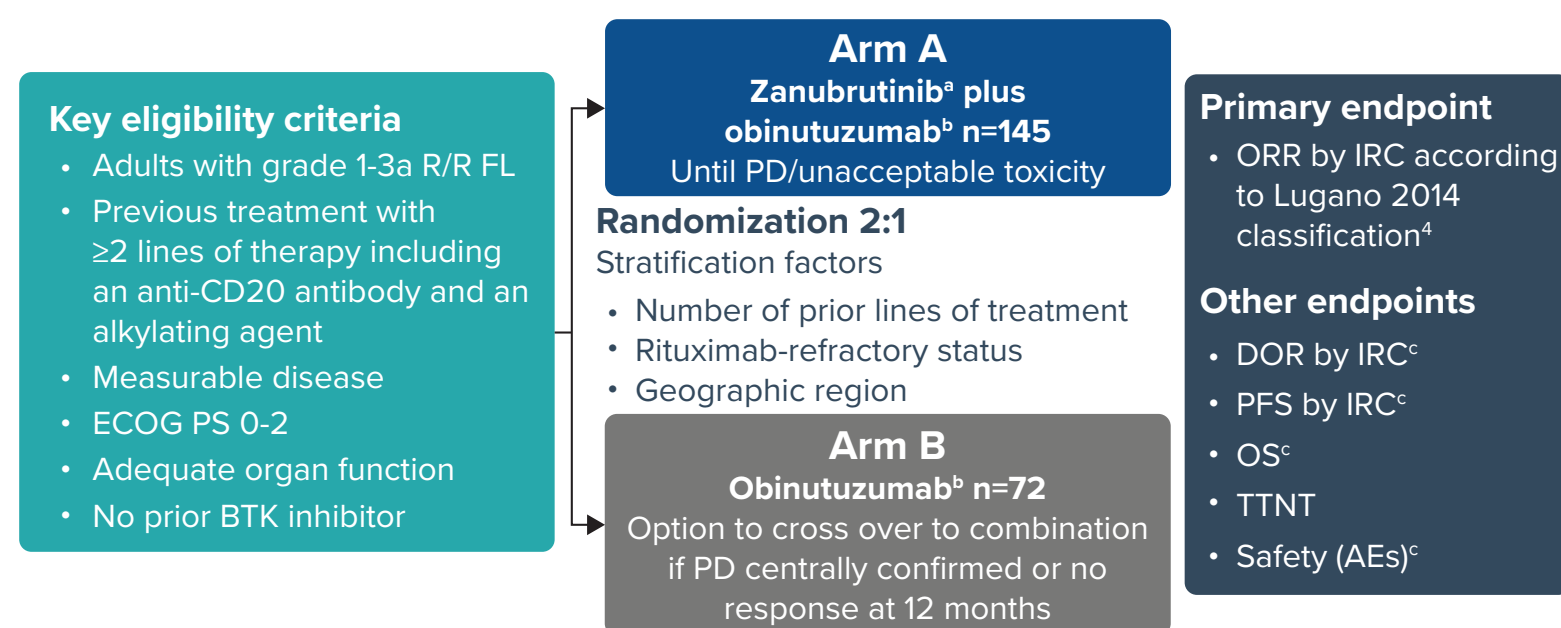 Key eligibility criteria
• Adults with grade 1-3a R/R FL
• Previous treatment with
≥2 lines of therapy including
an anti-CD20 antibody and an
alkylating agent
• Measurable disease
• ECOG PS 0-2
• Adequate organ function
• No prior BTK inhibitor
Arm A
Zanubrutinibᵃ plus
obinutuzumabᵇ n=145
Until PD/unacceptable toxicity
Randomization 2:1
Stratification factors
• Number of prior lines of treatment
• Rituximab-refractory status
• Geographic region
Arm B
Obinutuzumabᵇ n=72
Option to cross over to combination
if PD centrally confirmed or no
response at 12 months
Primary endpoint
• ORR by IRC according
to Lugano 2014
classification⁴
Other endpoints
• DOR by IRCᶜ
• PFS by IRCᶜ
• OSᶜ
• TTNT
• Safety (AEs)ᶜ